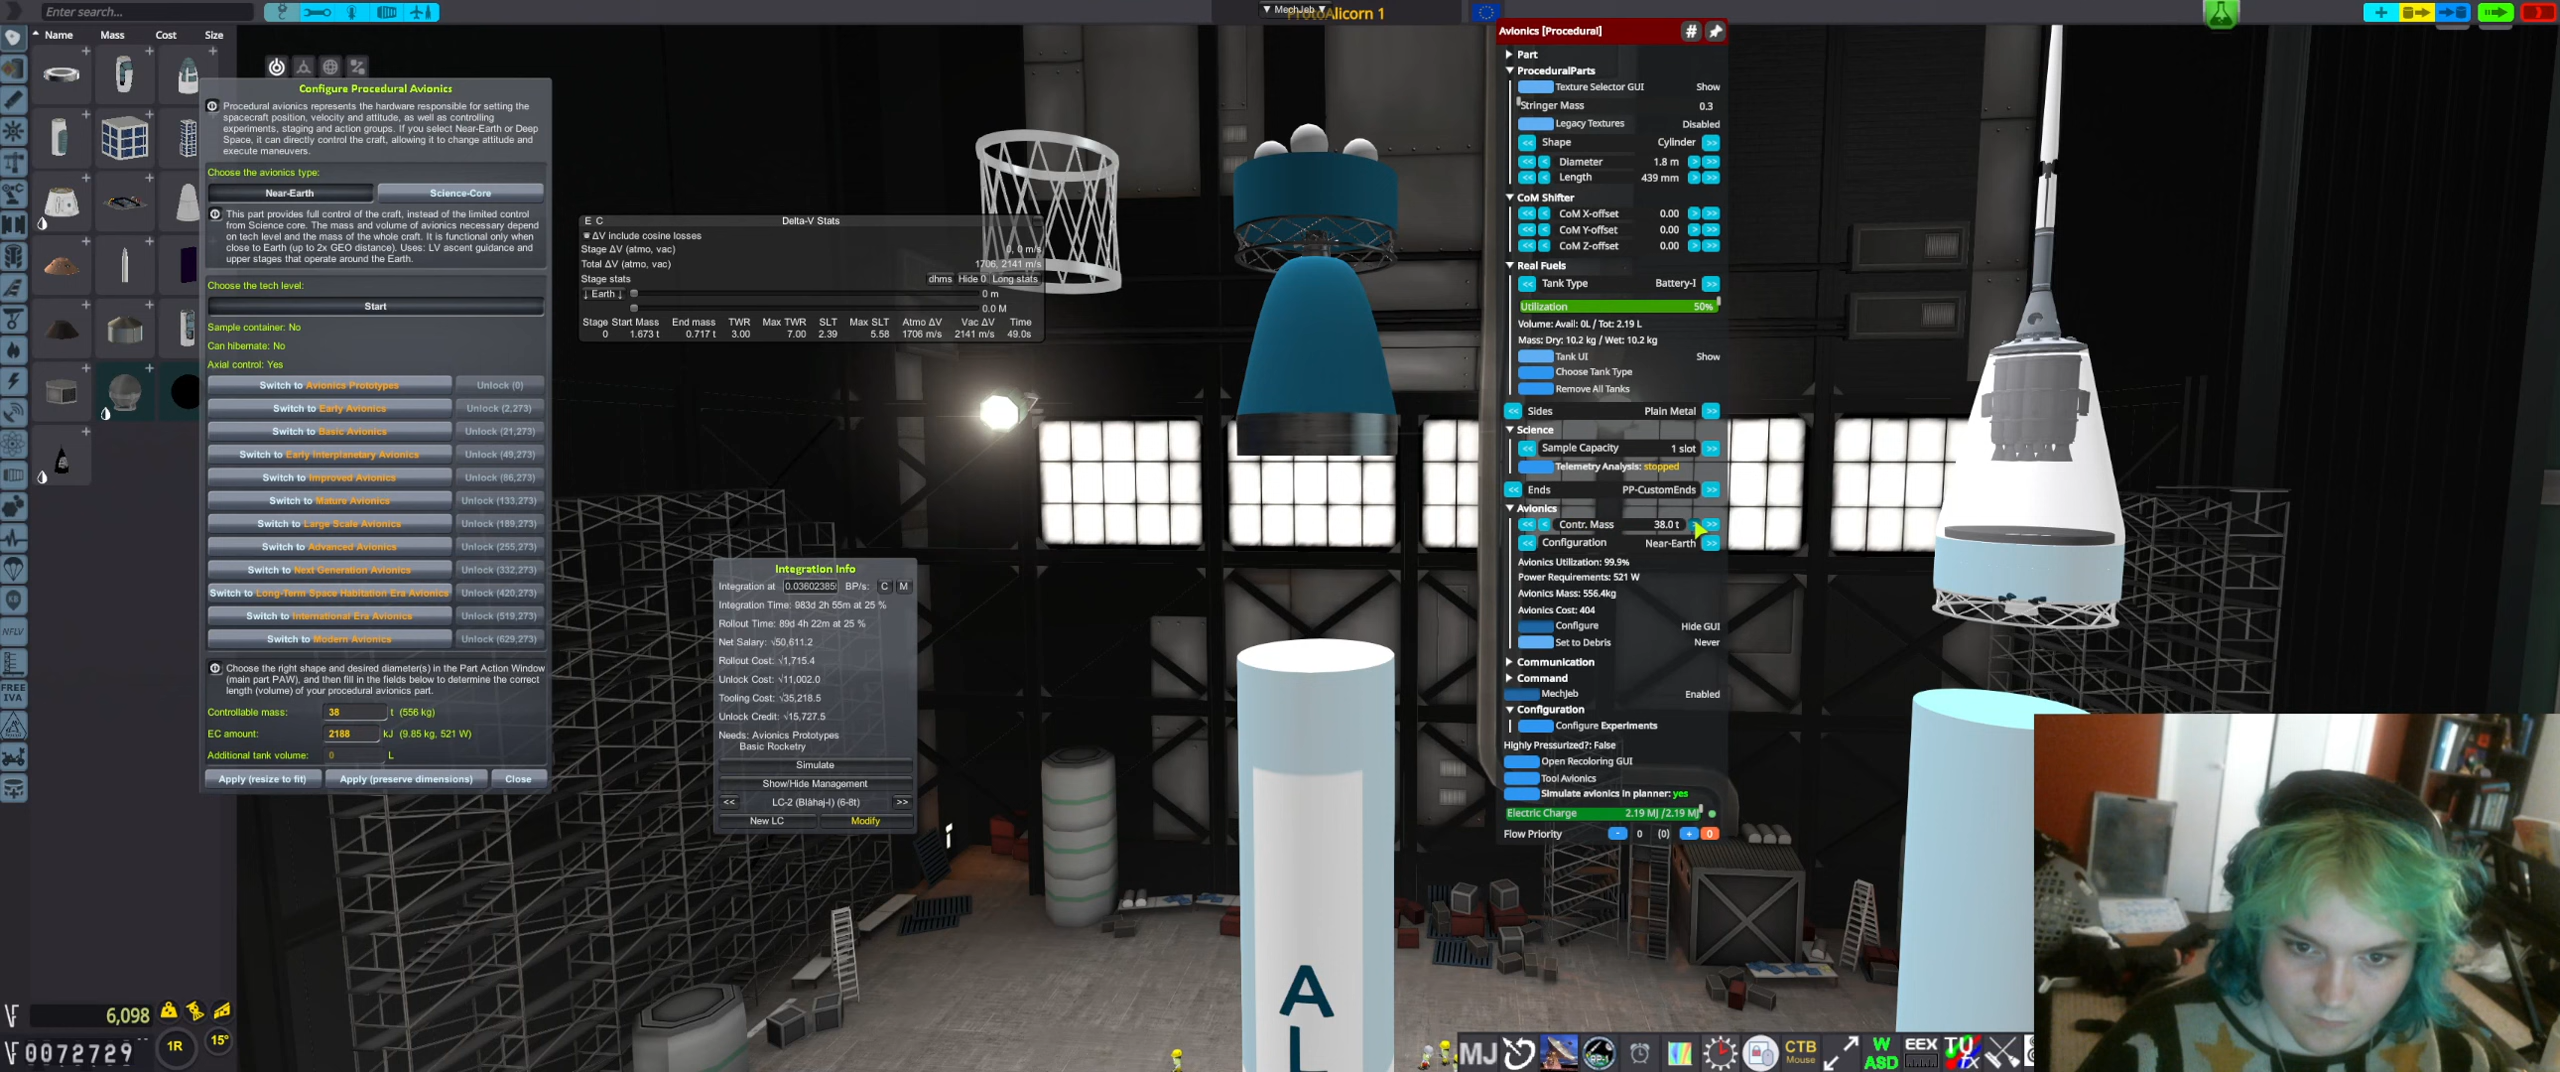 Enter search...
▼ MechJeb ▼
ProtoAlicorn 1
Name Mass Cost Size
Configure Procedural Avionics
Procedural avionics represents the hardware responsible for setting the
spacecraft position, velocity and attitude, as well as controlling
experiments, staging and action groups. If you select Near-Earth or Deep
Space, it can directly control the craft, allowing it to change attitude and
execute maneuvers.
Choose the avionics type:
Near-Earth Science-Core
This part provides full control of the craft, instead of the limited control
from Science core. The mass and volume of avionics necessary depend
on tech level and the mass of the whole craft. It is functional only when
close to Earth (up to 2x GEO distance). Uses: LV ascent guidance and
upper stages that operate around the Earth.
Choose the tech level:
Start
Sample container: No
Can hibernate: No
Axial control: Yes
Switch to Avionics Prototypes Unlock (0)
Switch to Early Avionics Unlock (2,273)
Switch to Basic Avionics Unlock (21,273)
Switch to Early Interplanetary Avionics Unlock (49,273)
Switch to Improved Avionics Unlock (86,273)
Switch to Mature Avionics Unlock (133,273)
Switch to Large Scale Avionics Unlock (189,273)
Switch to Advanced Avionics Unlock (255,273)
Switch to Next Generation Avionics Unlock (332,273)
Switch to Long-Term Space Habitation Era Avionics Unlock (420,273)
Switch to International Era Avionics Unlock (519,273)
Switch to Modern Avionics Unlock (629,273)
Choose the right shape and desired diameter(s) in the Part Action Window
(main part PAW), and then fill in the fields below to determine the correct
length (volume) of your procedural avionics part.
Controllable mass: 38 t (556 kg)
EC amount: 2188 kJ (9.85 kg, 521 W)
Additional tank volume: 0 L
Apply (resize to fit) Apply (preserve dimensions) Close
NFLV
FREE
IVA
6,098
0072729
1R
15°
E C Delta-V Stats
ΔV include cosine losses
Stage ΔV (atmo, vac) 0, 0 m/s
Total ΔV (atmo, vac) 1706, 2141 m/s
Stage stats dhms Hide 0 Long stats
↓ Earth ↓ 0 m
0.0 M
Stage Start Mass End mass TWR Max TWR SLT Max SLT Atmo ΔV Vac ΔV Time
0 1.673 t 0.717 t 3.00 7.00 2.39 5.58 1706 m/s 2141 m/s 49.0s
Integration Info
Integration at 0.03602385 BP/s: C M
Integration Time: 983d 2h 55m at 25 %
Rollout Time: 89d 4h 22m at 25 %
Net Salary: √50,611.2
Rollout Cost: √1,715.4
Unlock Cost: √11,002.0
Tooling Cost: √35,218.5
Unlock Credit: √15,727.5
Needs: Avionics Prototypes
Basic Rocketry
Simulate
Show/Hide Management
<< LC-2 (Blåhaj-I) (6-8t) >>
New LC Modify
Avionics [Procedural] #
Part
ProceduralParts
Texture Selector GUI Show
Stringer Mass 0.3
Legacy Textures Disabled
<< Shape Cylinder >>
<< < Diameter 1.8 m > >>
<< < Length 439 mm > >>
CoM Shifter
<< < CoM X-offset 0.00 > >>
<< < CoM Y-offset 0.00 > >>
<< < CoM Z-offset 0.00 > >>
Real Fuels
<< Tank Type Battery-I >>
Utilization 50%
Volume: Avail: 0L / Tot: 2.19 L
Mass: Dry: 10.2 kg / Wet: 10.2 kg
Tank UI Show
Choose Tank Type
Remove All Tanks
<< Sides Plain Metal >>
Science
<< Sample Capacity 1 slot >>
Telemetry Analysis: stopped
<< Ends PP-CustomEnds >>
Avionics
<< < Contr. Mass 38.0 t > >>
<< Configuration Near-Earth >>
Avionics Utilization: 99.9%
Power Requirements: 521 W
Avionics Mass: 556.4kg
Avionics Cost: 404
Configure Hide GUI
Set to Debris Never
Communication
Command
MechJeb Enabled
Configuration
Configure Experiments
Highly Pressurized?: False
Open Recoloring GUI
Tool Avionics
Simulate avionics in planner: yes
Electric Charge 2.19 MJ /2.19 MJ
Flow Priority - 0 (0) + 0
A
L
MJ
CTB
Mouse
W
ASD
EEX
TU
TX